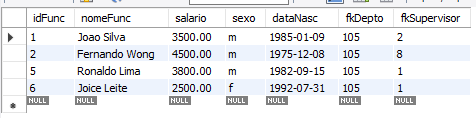 idFunc nomeFunc salario sexo dataNasc fkDepto fkSupervisor
1 Joao Silva 3500.00 m 1985-01-09 105 2
2 Fernando Wong 4500.00 m 1975-12-08 105 8
5 Ronaldo Lima 3800.00 m 1982-09-15 105 1
6 Joice Leite 2500.00 f 1992-07-31 105 1
NULL NULL NULL NULL NULL NULL NULL